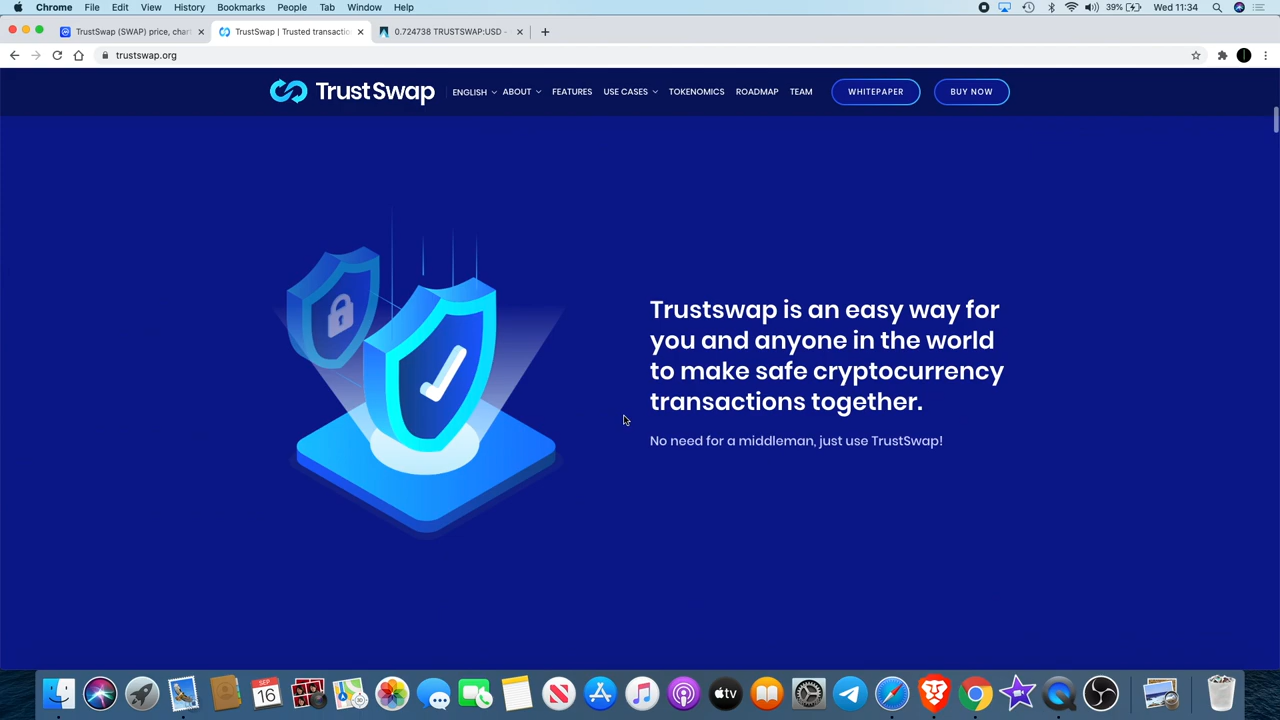 Chrome File Edit View History Bookmarks People Tab Window Help 39% Wed 11:34
TrustSwap (SWAP) price, char TrustSwap | Trusted transactio 0.724738 TRUSTSWAP:USD -
trustswap.org
TrustSwap ENGLISH ABOUT FEATURES USE CASES TOKENOMICS ROADMAP TEAM WHITEPAPER BUY NOW
Trustswap is an easy way for
you and anyone in the world
to make safe cryptocurrency
transactions together.
No need for a middleman, just use TrustSwap!
SEP
16
tv